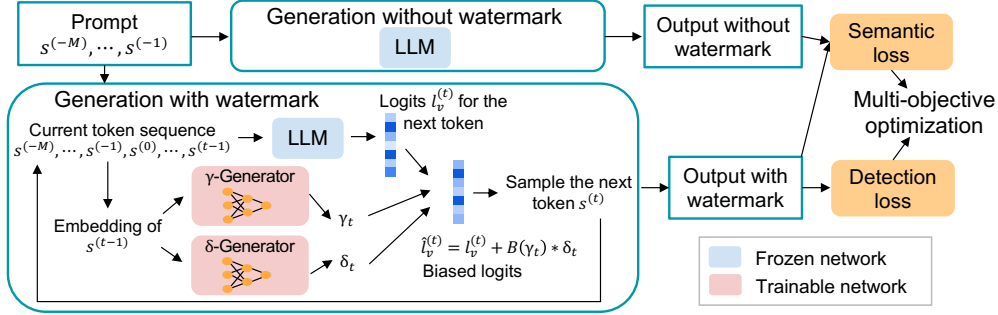 Prompt
s^{(-M)}, ⋯, s^{(-1)}
Generation without watermark
LLM
Output without
watermark
Semantic
loss
Multi-objective
optimization
Generation with watermark
Current token sequence
s^{(-M)}, ⋯, s^{(-1)}, s^{(0)}, ⋯, s^{(t-1)}
LLM
Logits l_v^{(t)} for the
next token
Embedding of
s^{(t-1)}
γ-Generator
γ_t
δ-Generator
δ_t
l̂_v^{(t)} = l_v^{(t)} + B(γ_t) * δ_t
Biased logits
Sample the next
token s^{(t)}
Output with
watermark
Detection
loss
Frozen network
Trainable network